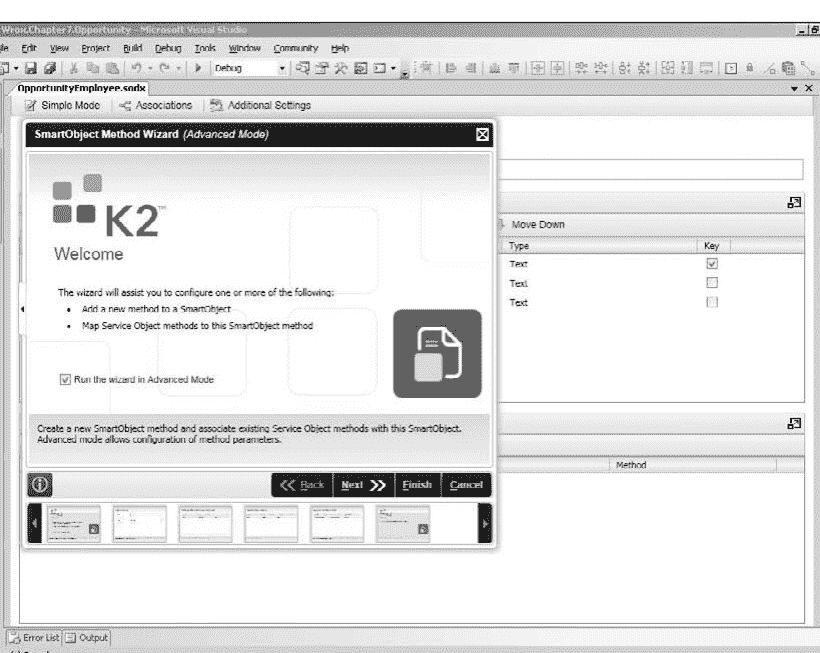 Wrox.Chapter7.Opportunity - Microsoft Visual Studio
Edit View Project Build Debug Tools Window Community Help
Debug
OpportunityEmployee.sodx
Simple Mode Associations Additional Settings
SmartObject Method Wizard (Advanced Mode)
K2™
Welcome
The wizard will assist you to configure one or more of the following:
• Add a new method to a SmartObject
• Map Service Object methods to this SmartObject method
Run the wizard in Advanced Mode
Create a new SmartObject method and associate existing Service Object methods with this SmartObject.
Advanced mode allows configuration of method parameters.
Back Next Finish Cancel
Move Down
Type Key
Text
Text
Text
Method
Error List Output